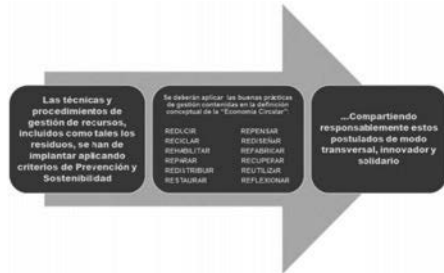 Las técnicas y
procedimientos de
gestión de recursos,
incluidos como tales los
residuos, se han de
implantar aplicando
criterios de Prevención y
Sostenibilidad
Se deberán aplicar las buenas prácticas
de gestión contenidas en la definición
conceptual de la "Economía Circular":
REDUCIR REPENSAR
RECICLAR REDISEÑAR
REHABILITAR REFABRICAR
REPARAR RECUPERAR
REDISTRIBUIR REUTILIZAR
RESTAURAR REFLEXIONAR
...Compartiendo
responsablemente estos
postulados de modo
transversal, innovador y
solidario